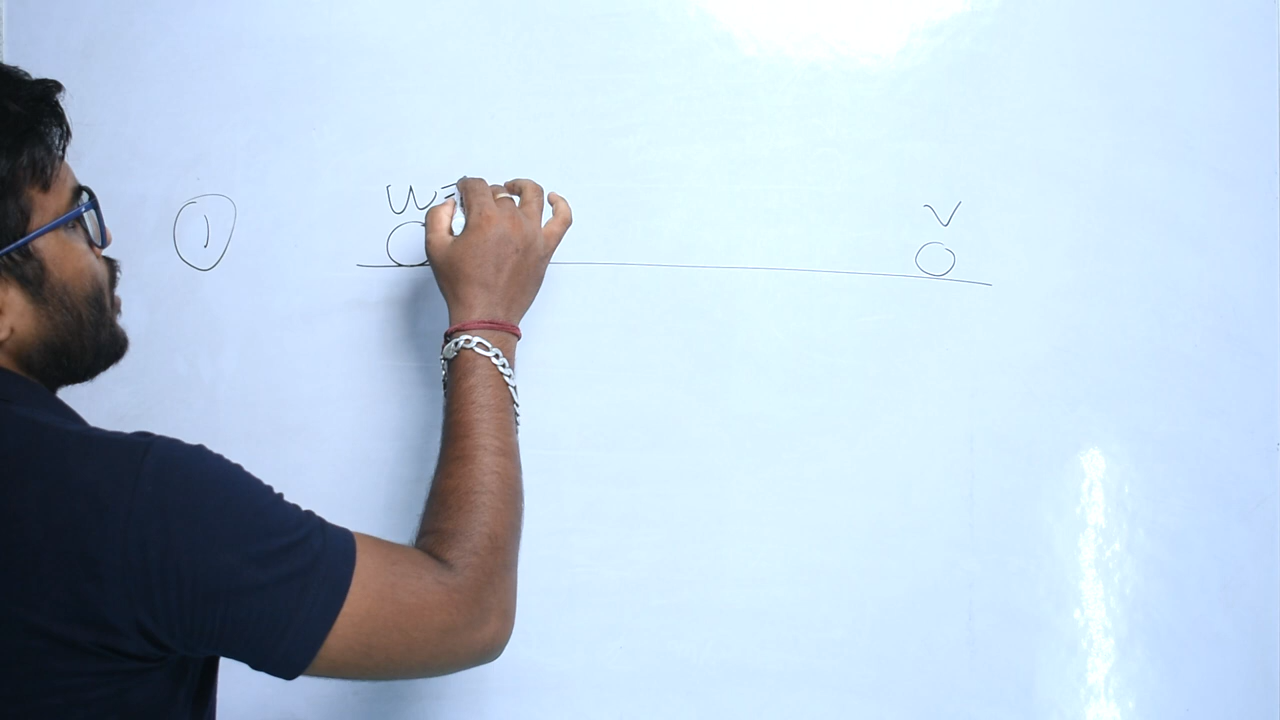 ① u = v